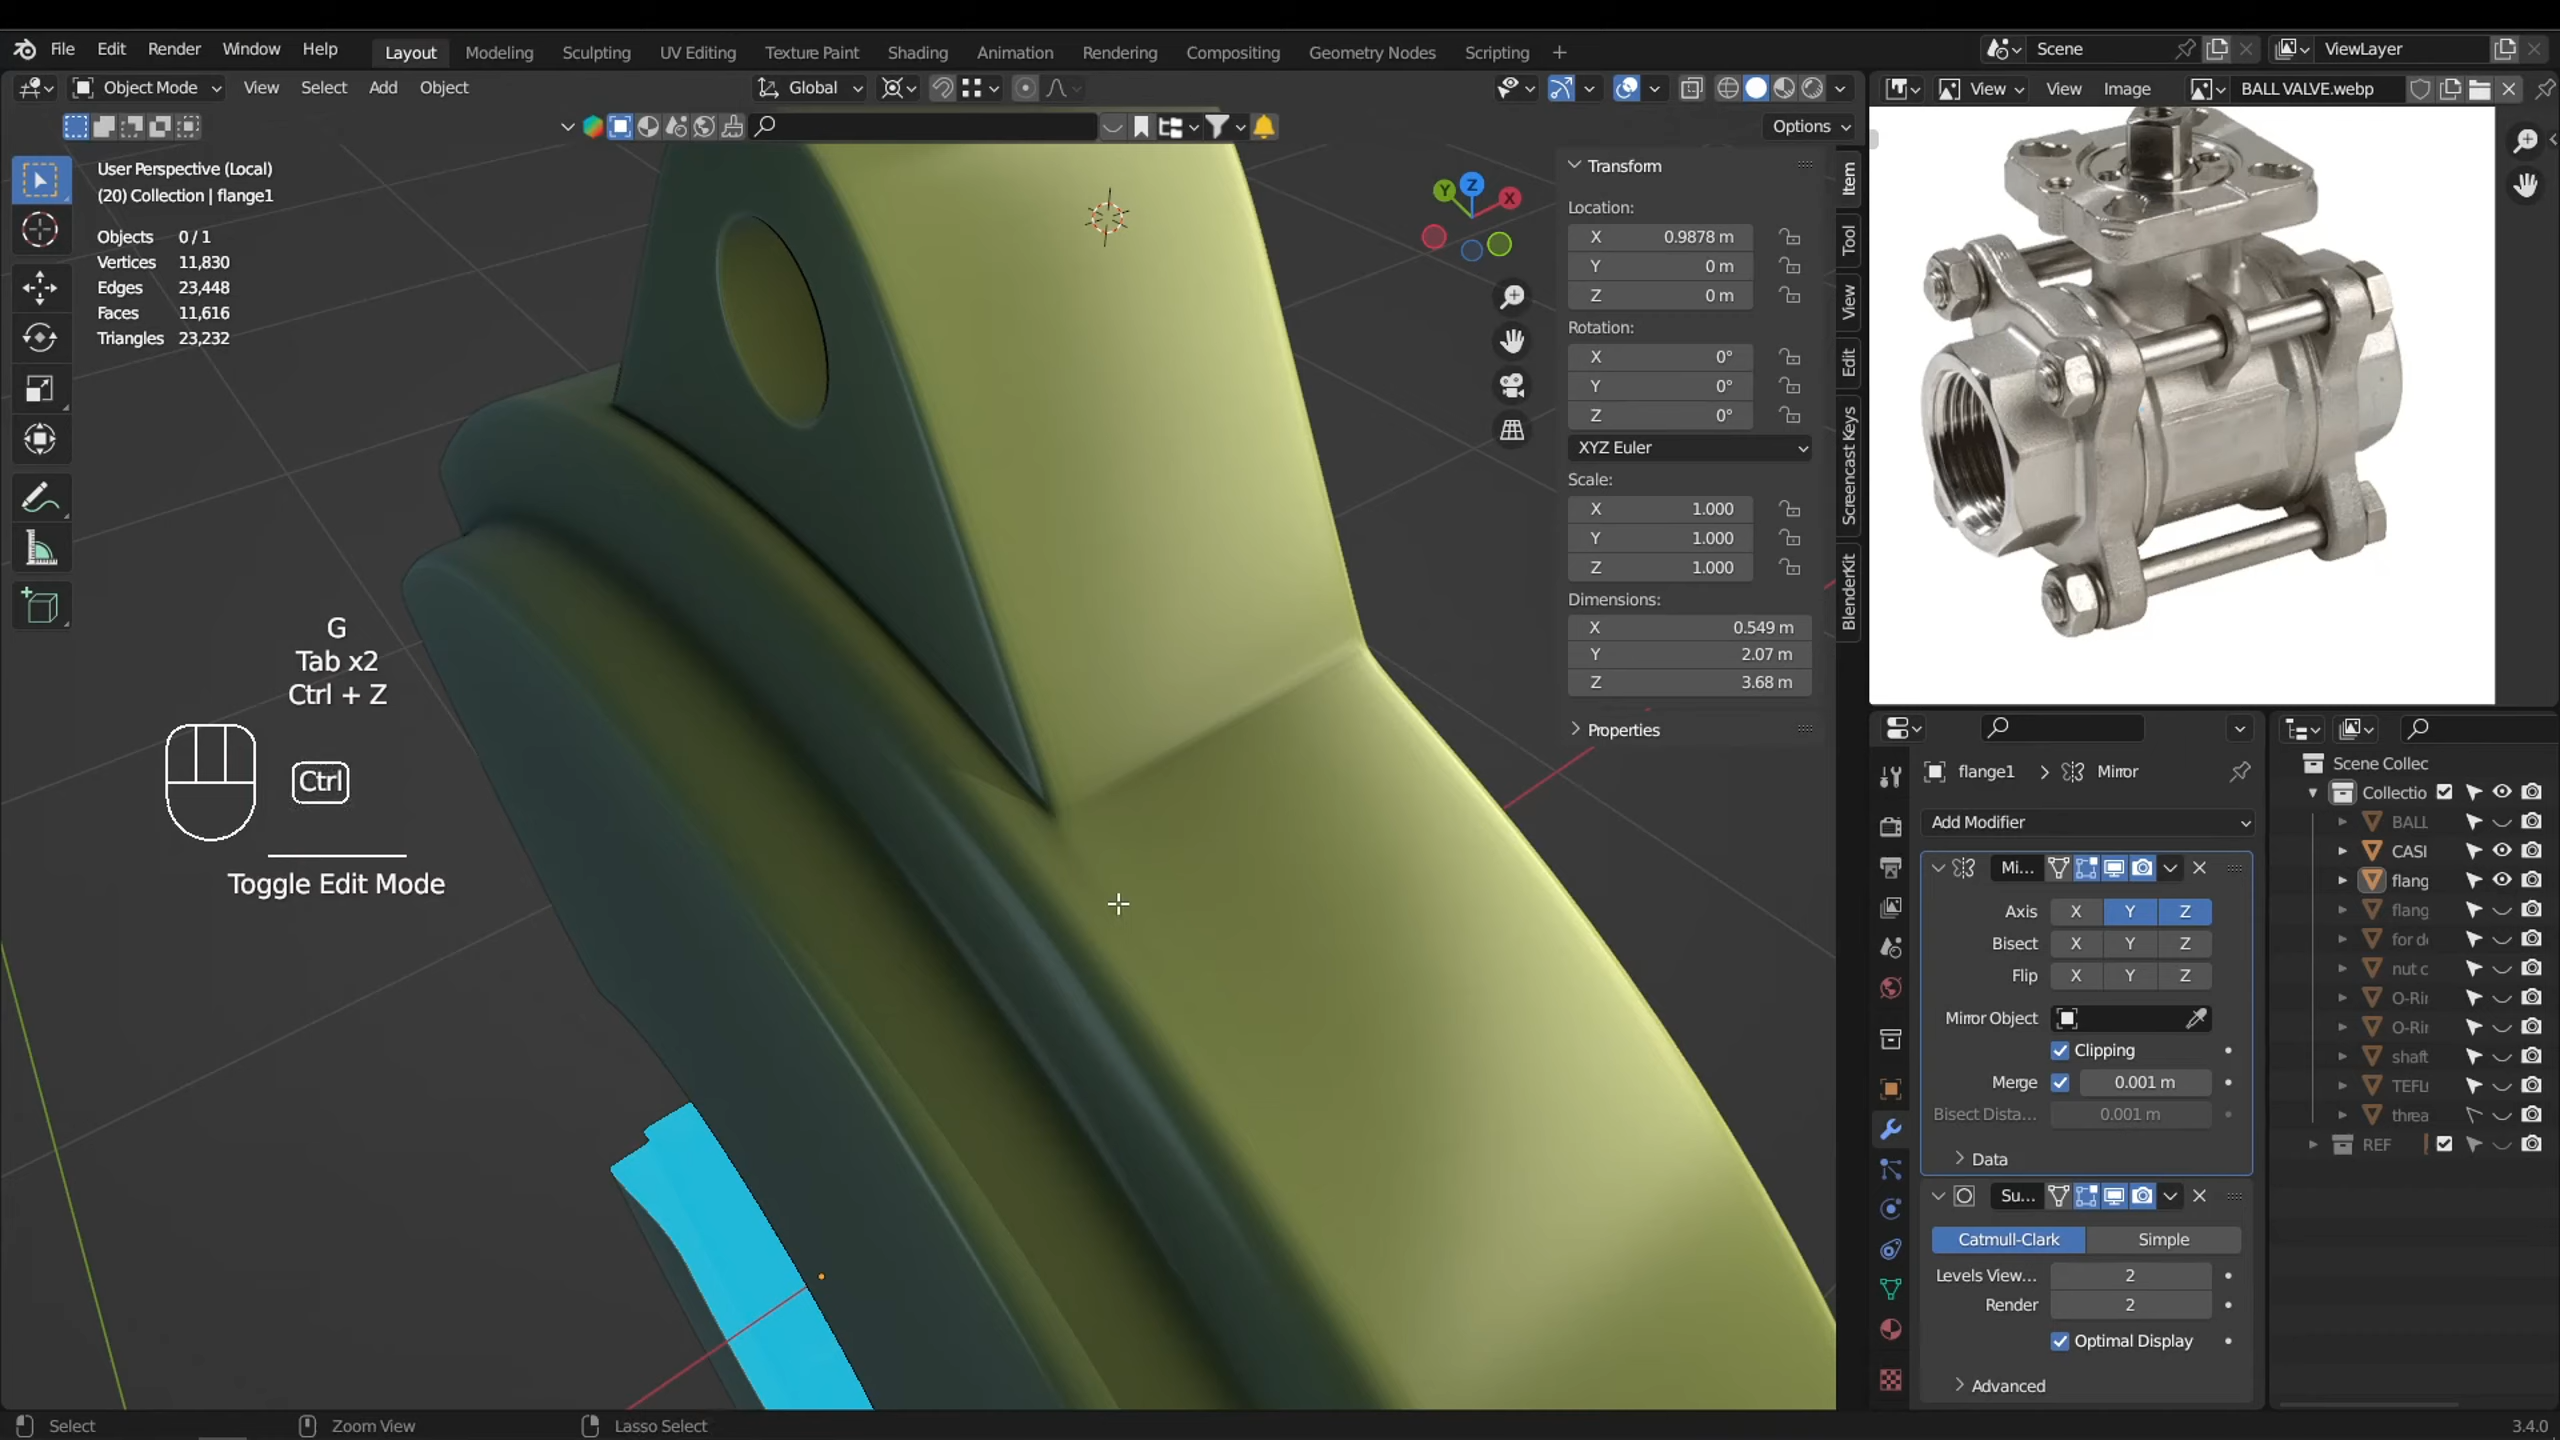 File Edit Render Window Help
Layout Modeling Sculpting UV Editing Texture Paint Shading Animation Rendering Compositing Geometry Nodes Scripting +
Scene
ViewLayer
Object Mode View Select Add Object
Global
View View Image BALL VALVE.webp
Options
User Perspective (Local)
(20) Collection | flange1
Objects 0 / 1
Vertices 11,830
Edges 23,448
Faces 11,616
Triangles 23,232
Y Z X
Transform
Location:
X 0.9878 m
Y 0 m
Z 0 m
Rotation:
X 0°
Y 0°
Z 0°
XYZ Euler
Scale:
X 1.000
Y 1.000
Z 1.000
Dimensions:
X 0.549 m
Y 2.07 m
Z 3.68 m
Properties
Item
Tool
View
Edit
Screencast Keys
BlenderKit
G
Tab x2
Ctrl + Z
Ctrl
Toggle Edit Mode
flange1 Mirror
Add Modifier
Mi...
Axis X Y Z
Bisect X Y Z
Flip X Y Z
Mirror Object
Clipping
Merge 0.001 m
Bisect Dista... 0.001 m
Data
Su...
Catmull-Clark Simple
Levels View... 2
Render 2
Optimal Display
Advanced
Scene Collec
Collectio
BALL
CASI
flang
flang
for de
nut c
O-Rin
O-Rin
shaft
TEFL
threa
REF
Select
Zoom View
Lasso Select
3.4.0